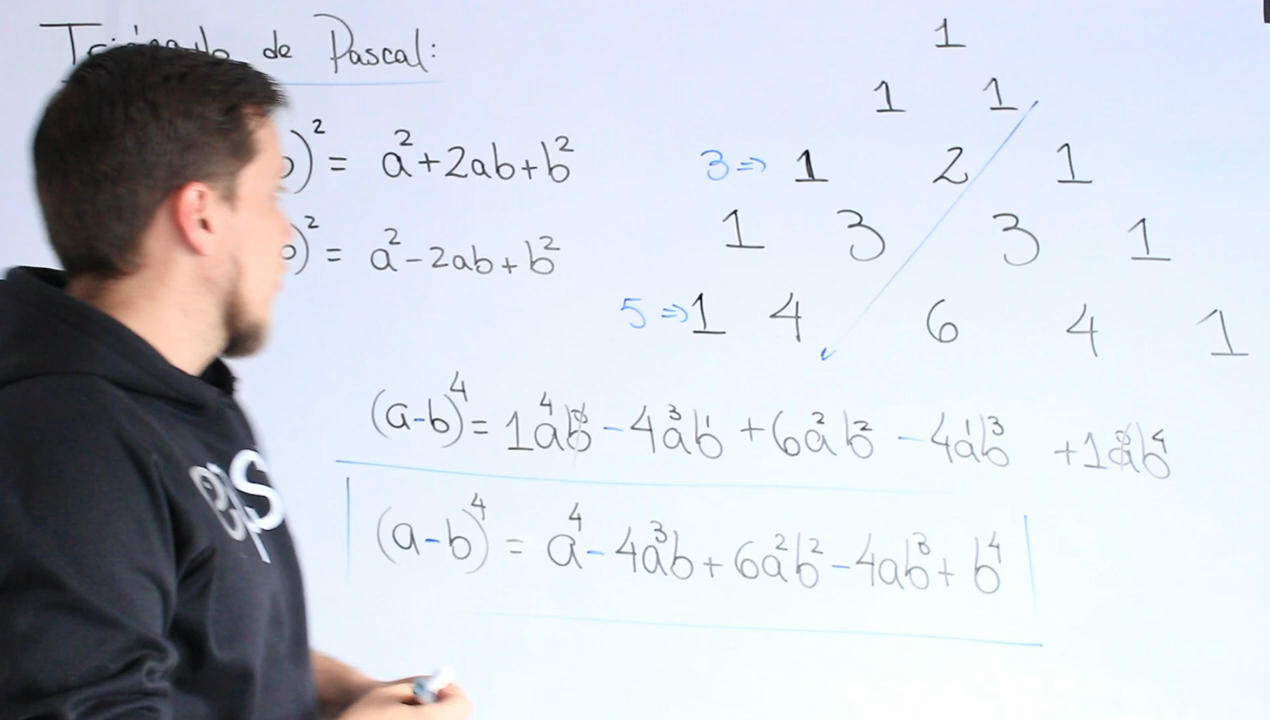 de Pascal:
)² = a² + 2ab + b²
)² = a² - 2ab + b²
1
1 1
3 => 1 2 1
1 3 3 1
5 => 1 4 6 4 1
(a-b)⁴ = 1a⁴b⁰ - 4a³b¹ + 6a²b² - 4a¹b³ + 1a⁰b⁴
(a-b)⁴ = a⁴ - 4a³b + 6a²b² - 4ab³ + b⁴